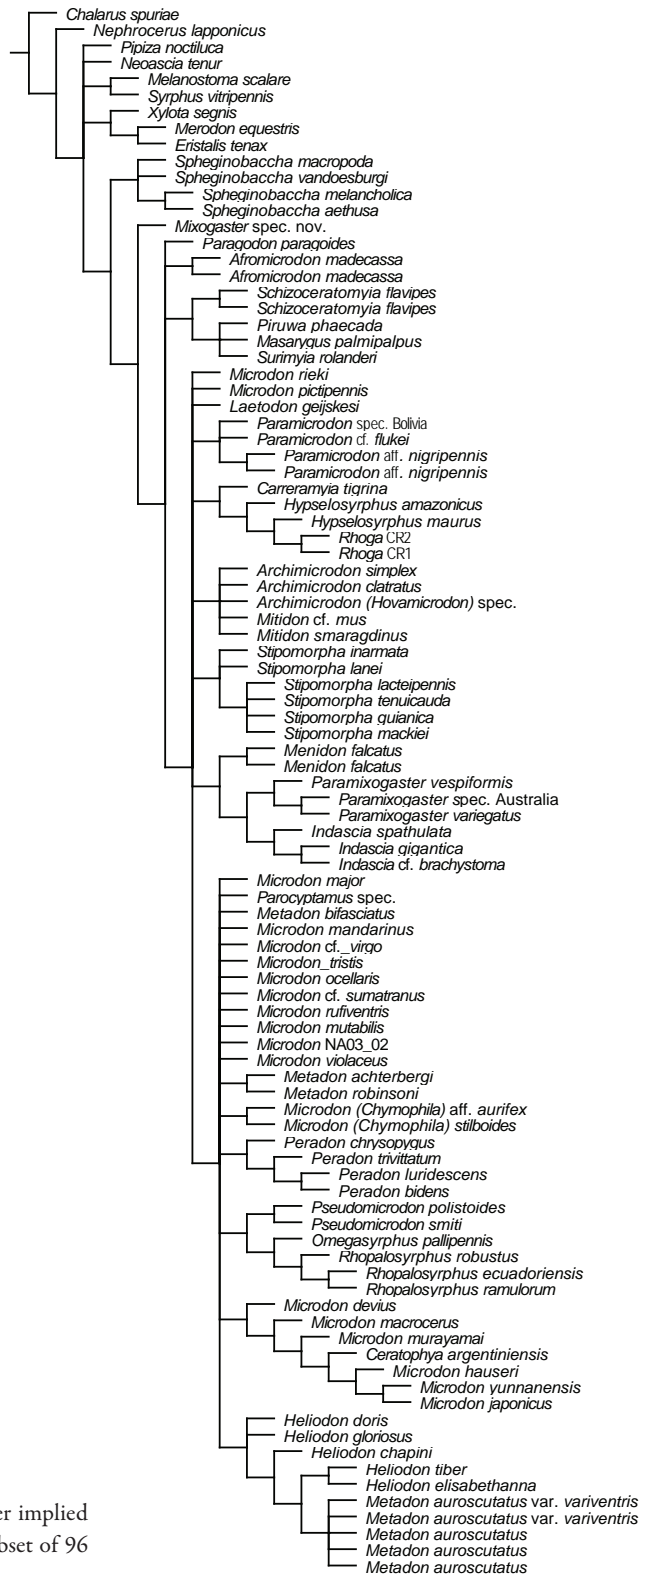 Chalarus spuriae
Nephrocerus lapponicus
Pipiza noctiluca
Neoascia tenur
Melanostoma scalare
Syrphus vitripennis
Xylota segnis
Merodon equestris
Eristalis tenax
Spheginobaccha macropoda
Spheginobaccha vandoesburgi
Spheginobaccha melancholica
Spheginobaccha aethusa
Mixogaster spec. nov.
Paragodon paragoides
Afromicrodon madecassa
Afromicrodon madecassa
Schizoceratomyia flavipes
Schizoceratomyia flavipes
Piruwa phaecada
Masarygus palmipalpus
Surimyia rolanderi
Microdon rieki
Microdon pictipennis
Laetodon geijskesi
Paramicrodon spec. Bolivia
Paramicrodon cf. flukei
Paramicrodon aff. nigripennis
Paramicrodon aff. nigripennis
Carreramyia tigrina
Hypselosyrphus amazonicus
Hypselosyrphus maurus
Rhoga CR2
Rhoga CR1
Archimicrodon simplex
Archimicrodon clatratus
Archimicrodon (Hovamicrodon) spec.
Mitidon cf. mus
Mitidon smaragdinus
Stipomorpha inarmata
Stipomorpha lanei
Stipomorpha lacteipennis
Stipomorpha tenuicauda
Stipomorpha guianica
Stipomorpha mackiei
Menidon falcatus
Menidon falcatus
Paramixogaster vespiformis
Paramixogaster spec. Australia
Paramixogaster variegatus
Indascia spathulata
Indascia gigantica
Indascia cf. brachystoma
Microdon major
Parocyptamus spec.
Metadon bifasciatus
Microdon mandarinus
Microdon cf._virgo
Microdon_tristis
Microdon ocellaris
Microdon cf. sumatranus
Microdon rufiventris
Microdon mutabilis
Microdon NA03_02
Microdon violaceus
Metadon achterbergi
Metadon robinsoni
Microdon (Chymophila) aff. aurifex
Microdon (Chymophila) stilboides
Peradon chrysopygus
Peradon trivittatum
Peradon luridescens
Peradon bidens
Pseudomicrodon polistoides
Pseudomicrodon smiti
Omegasyrphus pallipennis
Rhopalosyrphus robustus
Rhopalosyrphus ecuadoriensis
Rhopalosyrphus ramulorum
Microdon devius
Microdon macrocerus
Microdon murayamai
Ceratophya argentiniensis
Microdon hauseri
Microdon yunnanensis
Microdon japonicus
Heliodon doris
Heliodon gloriosus
Heliodon chapini
Heliodon tiber
Heliodon elisabethanna
Metadon auroscutatus var. variventris
Metadon auroscutatus var. variventris
Metadon auroscutatus
Metadon auroscutatus
Metadon auroscutatus
er implied
bset of 96